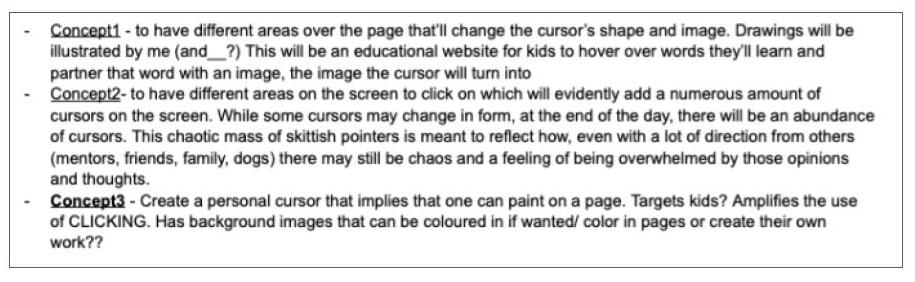 - Concept1 - to have different areas over the page that'll change the cursor's shape and image. Drawings will be
illustrated by me (and__?) This will be an educational website for kids to hover over words they'll learn and
partner that word with an image, the image the cursor will turn into
- Concept2- to have different areas on the screen to click on which will evidently add a numerous amount of
cursors on the screen. While some cursors may change in form, at the end of the day, there will be an abundance
of cursors. This chaotic mass of skittish pointers is meant to reflect how, even with a lot of direction from others
(mentors, friends, family, dogs) there may still be chaos and a feeling of being overwhelmed by those opinions
and thoughts.
- Concept3 - Create a personal cursor that implies that one can paint on a page. Targets kids? Amplifies the use
of CLICKING. Has background images that can be coloured in if wanted/ color in pages or create their own
work??